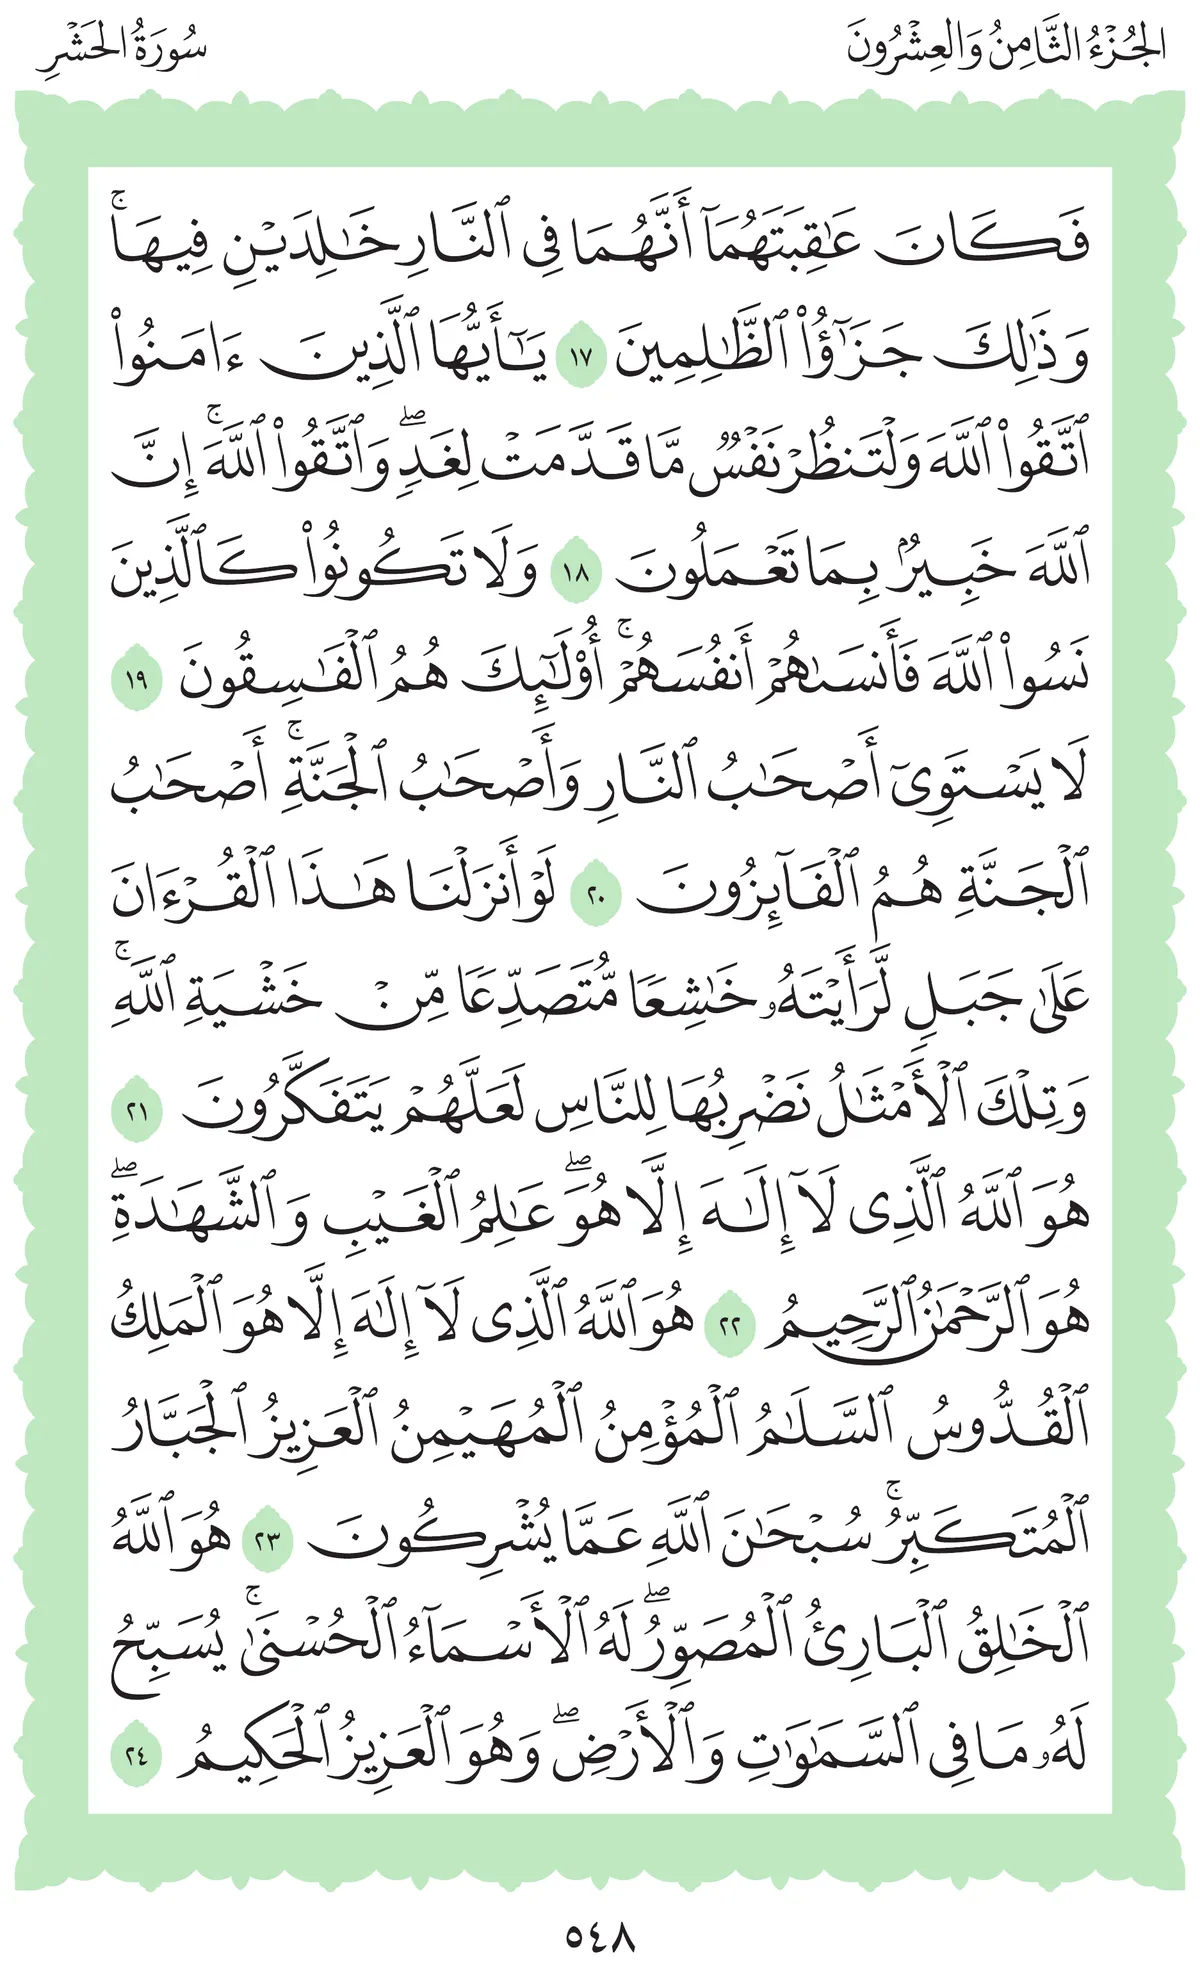 الجُزْءُ الثَّامِنُ وَالعِشْرُونَ
سُورَةُ الحَشْرِ
فَكَانَ عَٰقِبَتَهُمَآ أَنَّهُمَا فِي ٱلنَّارِ خَٰلِدَيْنِ فِيهَاۚ
وَذَٰلِكَ جَزَٰٓؤُاْ ٱلظَّٰلِمِينَ ١٧ يَٰٓأَيُّهَا ٱلَّذِينَ ءَامَنُواْ
ٱتَّقُواْ ٱللَّهَ وَلْتَنظُرْ نَفْسٌ مَّا قَدَّمَتْ لِغَدٍۖ وَٱتَّقُواْ ٱللَّهَۚ إِنَّ
ٱللَّهَ خَبِيرُۢ بِمَا تَعْمَلُونَ ١٨ وَلَا تَكُونُواْ كَٱلَّذِينَ
نَسُواْ ٱللَّهَ فَأَنسَىٰهُمْ أَنفُسَهُمْۚ أُوْلَٰٓئِكَ هُمُ ٱلْفَٰسِقُونَ ١٩
لَا يَسْتَوِيٓ أَصْحَٰبُ ٱلنَّارِ وَأَصْحَٰبُ ٱلْجَنَّةِۚ أَصْحَٰبُ
ٱلْجَنَّةِ هُمُ ٱلْفَآئِزُونَ ٢٠ لَوْ أَنزَلْنَا هَٰذَا ٱلْقُرْءَانَ
عَلَىٰ جَبَلٍ لَّرَأَيْتَهُۥ خَٰشِعًا مُّتَصَدِّعًا مِّنْ خَشْيَةِ ٱللَّهِۚ
وَتِلْكَ ٱلْأَمْثَٰلُ نَضْرِبُهَا لِلنَّاسِ لَعَلَّهُمْ يَتَفَكَّرُونَ ٢١
هُوَ ٱللَّهُ ٱلَّذِي لَآ إِلَٰهَ إِلَّا هُوَۖ عَٰلِمُ ٱلْغَيْبِ وَٱلشَّهَٰدَةِۖ
هُوَ ٱلرَّحْمَٰنُ ٱلرَّحِيمُ ٢٢ هُوَ ٱللَّهُ ٱلَّذِي لَآ إِلَٰهَ إِلَّا هُوَ ٱلْمَلِكُ
ٱلْقُدُّوسُ ٱلسَّلَٰمُ ٱلْمُؤْمِنُ ٱلْمُهَيْمِنُ ٱلْعَزِيزُ ٱلْجَبَّارُ
ٱلْمُتَكَبِّرُۚ سُبْحَٰنَ ٱللَّهِ عَمَّا يُشْرِكُونَ ٢٣ هُوَ ٱللَّهُ
ٱلْخَٰلِقُ ٱلْبَارِئُ ٱلْمُصَوِّرُۖ لَهُ ٱلْأَسْمَآءُ ٱلْحُسْنَىٰۚ يُسَبِّحُ
لَهُۥ مَا فِي ٱلسَّمَٰوَٰتِ وَٱلْأَرْضِۖ وَهُوَ ٱلْعَزِيزُ ٱلْحَكِيمُ ٢٤
٥٤٨